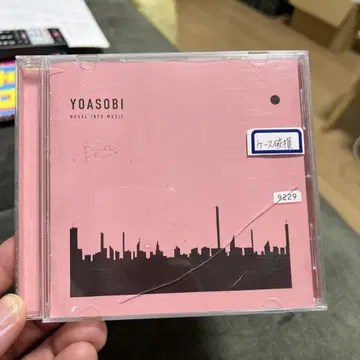 YOASOBI
NOVEL INTO MUSIC
ケース破損
9229